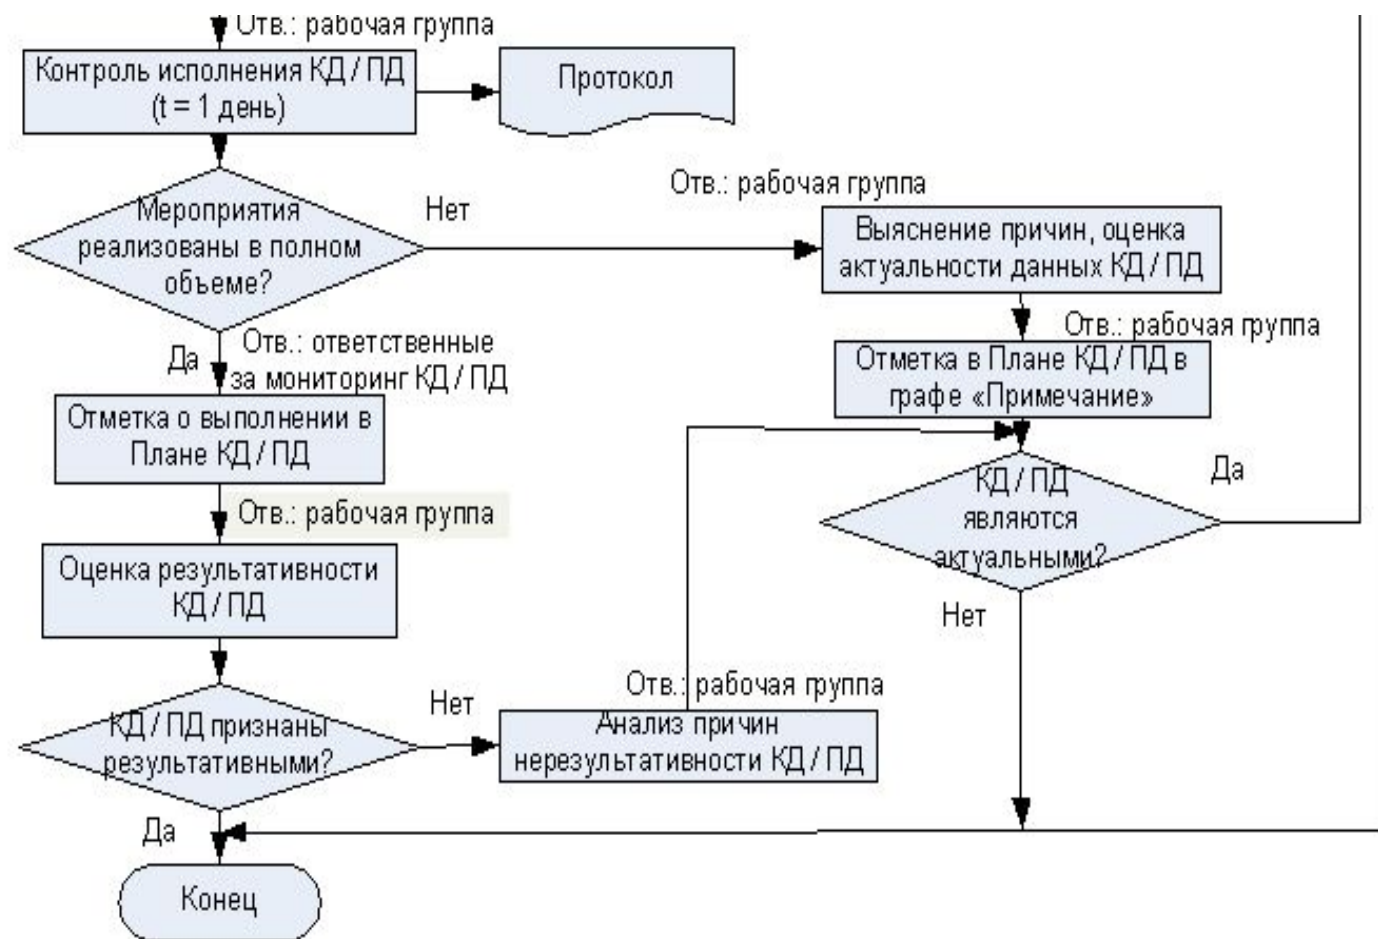 Отв.: рабочая группа
Контроль исполнения КД / ПД
(t = 1 день)
Протокол
Мероприятия
реализованы в полном
объеме?
Нет
Отв.: рабочая группа
Выяснение причин, оценка
актуальности данных КД / ПД
Отв.: рабочая группа
Отметка в Плане КД / ПД в
графе «Примечание»
Да
Отв.: ответственные
за мониторинг КД / ПД
Отметка о выполнении в
Плане КД / ПД
Отв.: рабочая группа
Оценка результативности
КД / ПД
КД / ПД
являются
актуальными?
Да
Нет
КД / ПД признаны
результативными?
Нет
Отв.: рабочая группа
Анализ причин
нерезультативности КД / ПД
Да
Конец